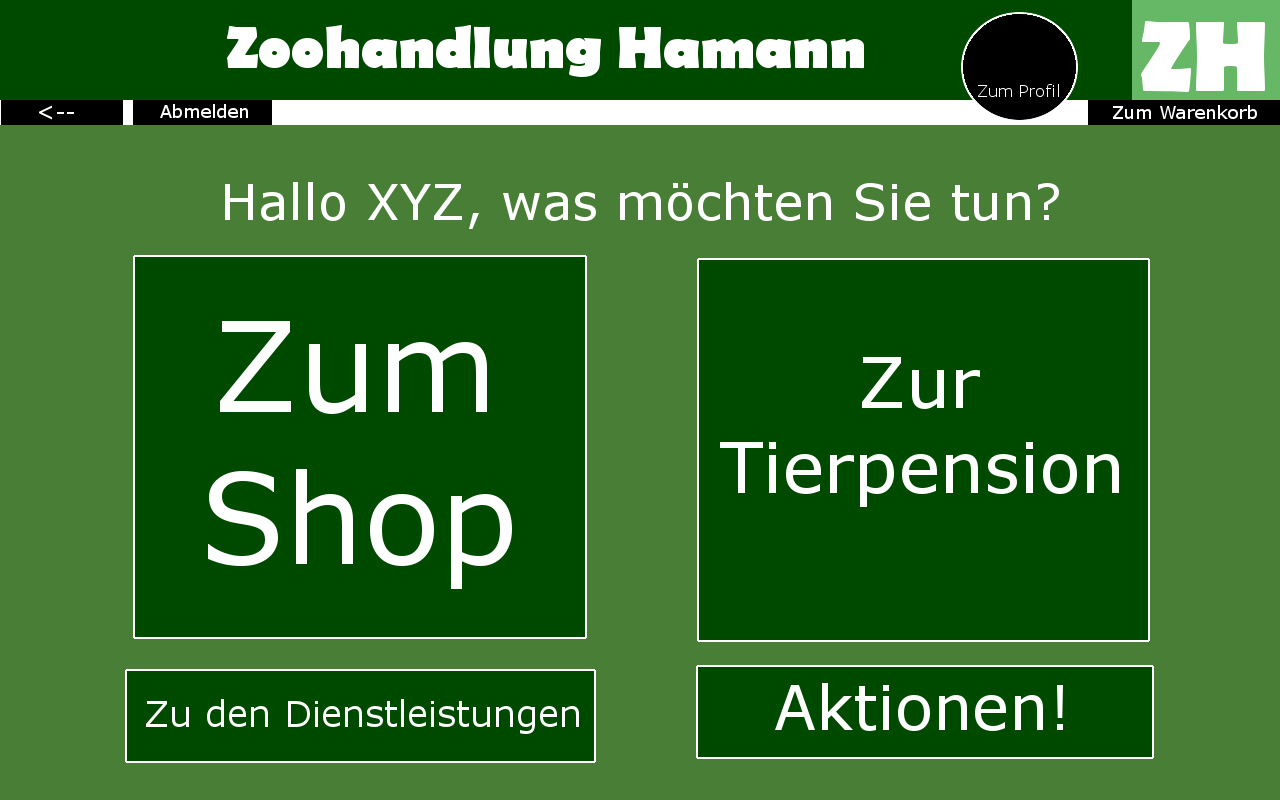 Zoohandlung Hamann
ZH
Zum Profil
<--
Abmelden
Zum Warenkorb
Hallo XYZ, was möchten Sie tun?
Zum
Shop
Zur
Tierpension
Zu den Dienstleistungen
Aktionen!